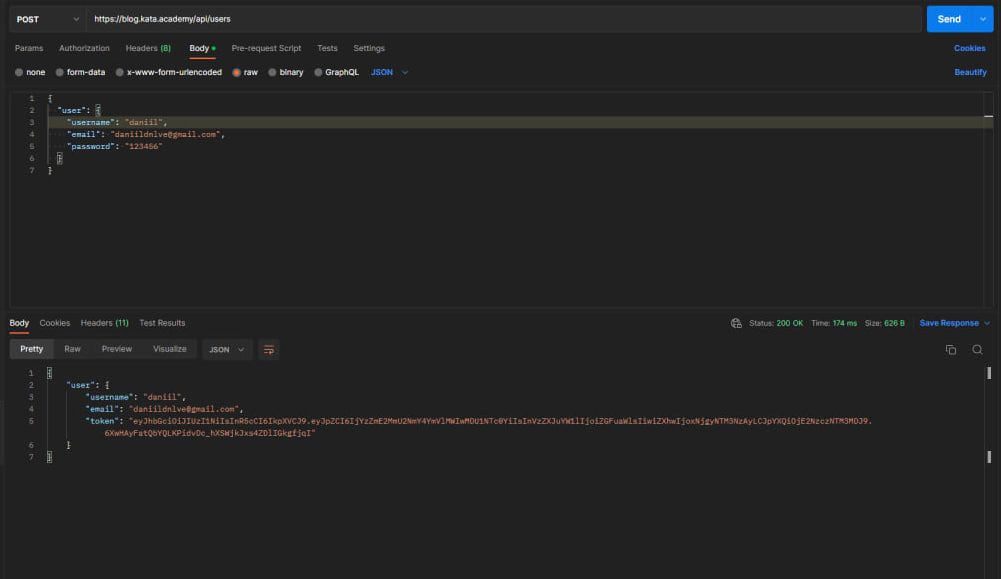 POST https://blog.kata.academy/api/users Send
Params Authorization Headers (8) Body Pre-request Script Tests Settings Cookies
none form-data x-www-form-urlencoded raw binary GraphQL JSON Beautify
1 {
2 "user": {
3 "username": "daniil",
4 "email": "daniildnlve@gmail.com",
5 "password": "123456"
6 }
7 }
Body Cookies Headers (11) Test Results Status: 200 OK Time: 174 ms Size: 626 B Save Response
Pretty Raw Preview Visualize JSON
1 {
2 "user": {
3 "username": "daniil",
4 "email": "daniildnlve@gmail.com",
5 "token":
6 }
7 }